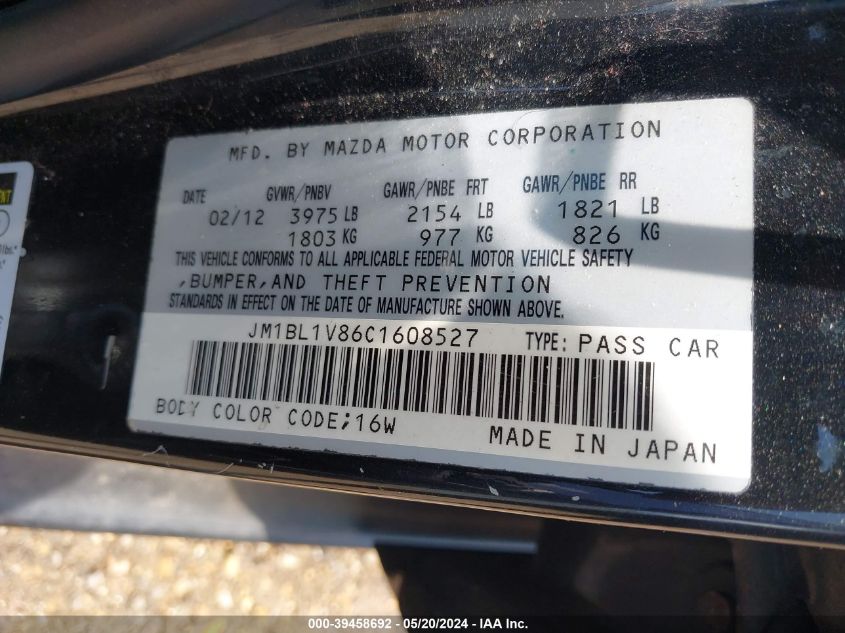 MFD. BY MAZDA MOTOR CORPORATION
DATE GVWR/PNBV GAWR/PNBE FRT GAWR/PNBE RR
02/12 3975 LB 2154 LB 1821 LB
1803 KG 977 KG 826 KG
THIS VEHICLE CONFORMS TO ALL APPLICABLE FEDERAL MOTOR VEHICLE SAFETY
,BUMPER,AND THEFT PREVENTION
STANDARDS IN EFFECT ON THE DATE OF MANUFACTURE SHOWN ABOVE.
JM1BL1V86C1608527 TYPE: PASS CAR
BODY COLOR CODE;16W
MADE IN JAPAN
000-39458692 - 05/20/2024 - IAA Inc.